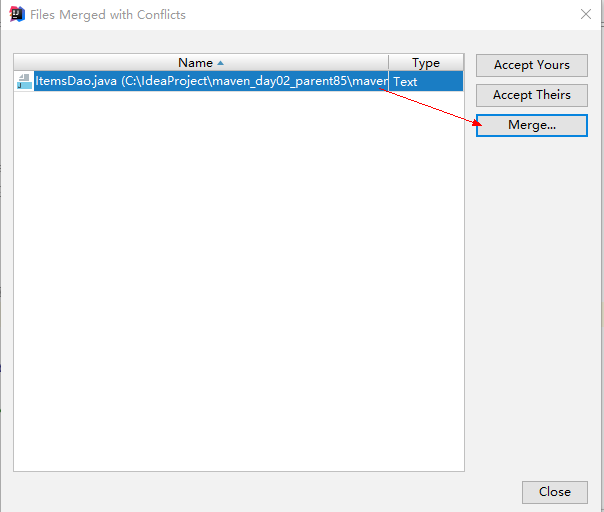 Files Merged with Conflicts
Name Type
ItemsDao.java (C:\IdeaProject\maven_day02_parent85\maven Text
Accept Yours
Accept Theirs
Merge...
Close